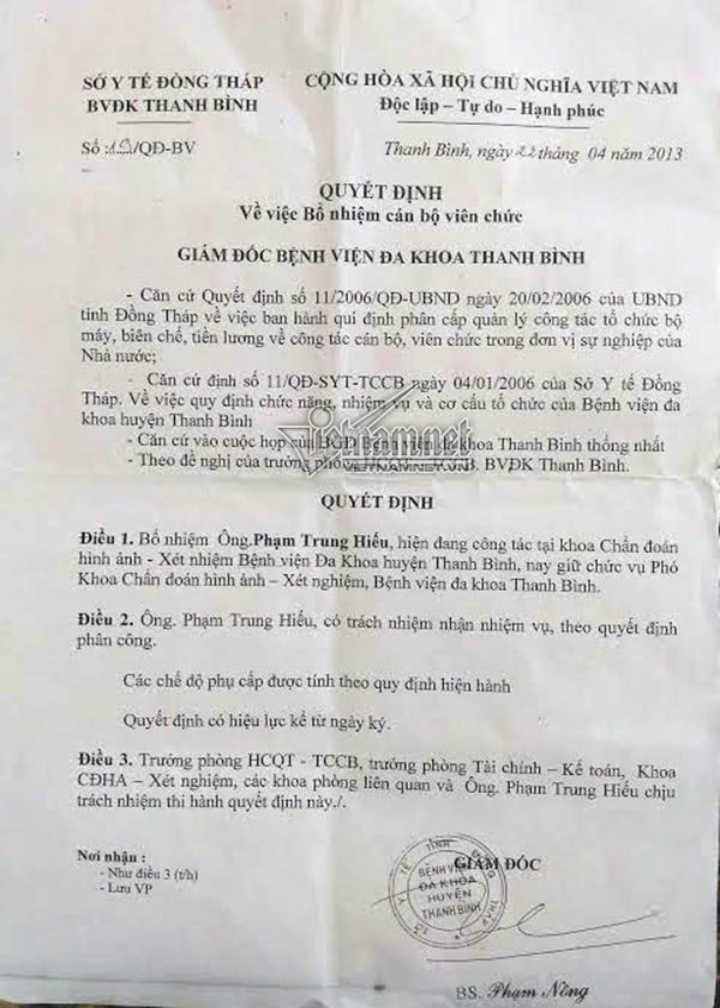 SỞ Y TẾ ĐỒNG THÁP
BVĐK THANH BÌNH
CỘNG HÒA XÃ HỘI CHỦ NGHĨA VIỆT NAM
Độc lập – Tự do – Hạnh phúc
Số :19/QĐ-BV
Thanh Bình, ngày 22 tháng 04 năm 2013
QUYẾT ĐỊNH
Về việc Bổ nhiệm cán bộ viên chức
GIÁM ĐỐC BỆNH VIỆN ĐA KHOA THANH BÌNH
- Căn cứ Quyết định số 11/2006/QĐ-UBND ngày 20/02/2006 của UBND
tỉnh Đồng Tháp về việc ban hành qui định phân cấp quản lý công tác tổ chức bộ
máy, biên chế, tiền lương về công tác cán bộ, viên chức trong đơn vị sự nghiệp của
Nhà nước;
- Căn cứ định số 11/QĐ-SYT-TCCB ngày 04/01/2006 của Sở Y tế Đồng
Tháp. Về việc quy định chức năng, nhiệm vụ và cơ cấu tổ chức của Bệnh viện đa
khoa huyện Thanh Bình
- Căn cứ vào cuộc họp của BGĐ Bệnh viện đa khoa Thanh Bình thống nhất
- Theo đề nghị của trưởng phòng BVĐK Thanh Bình.
vietnamnet
VIETNAMNET.VN
QUYẾT ĐỊNH
Điều 1. Bổ nhiệm Ông.Phạm Trung Hiếu, hiện đang công tác tại khoa Chẩn đoán
hình ảnh - Xét nhiệm Bệnh viện Đa Khoa huyện Thanh Bình, nay giữ chức vụ Phó
Khoa Chẩn đoán hình ảnh – Xét nghiệm, Bệnh viện đa khoa Thanh Bình.
Điều 2. Ông. Phạm Trung Hiếu, có trách nhiệm nhận nhiệm vụ, theo quyết định
phân công.
Các chế độ phụ cấp được tính theo quy định hiện hành
Quyết định có hiệu lực kể từ ngày ký.
Điều 3. Trưởng phòng HCQT - TCCB, trưởng phòng Tài chính – Kế toán, Khoa
CĐHA – Xét nghiệm, các khoa phòng liên quan và Ông. Phạm Trung Hiếu chịu
trách nhiệm thi hành quyết định này./.
Nơi nhận :
- Như điều 3 (t/h)
- Lưu VP
GIÁM ĐỐC
SỞ Y TẾ TỈNH ĐỒNG THÁP
BỆNH VIỆN
ĐA KHOA
HUYỆN
THANH BÌNH
BS. Phạm Nêng